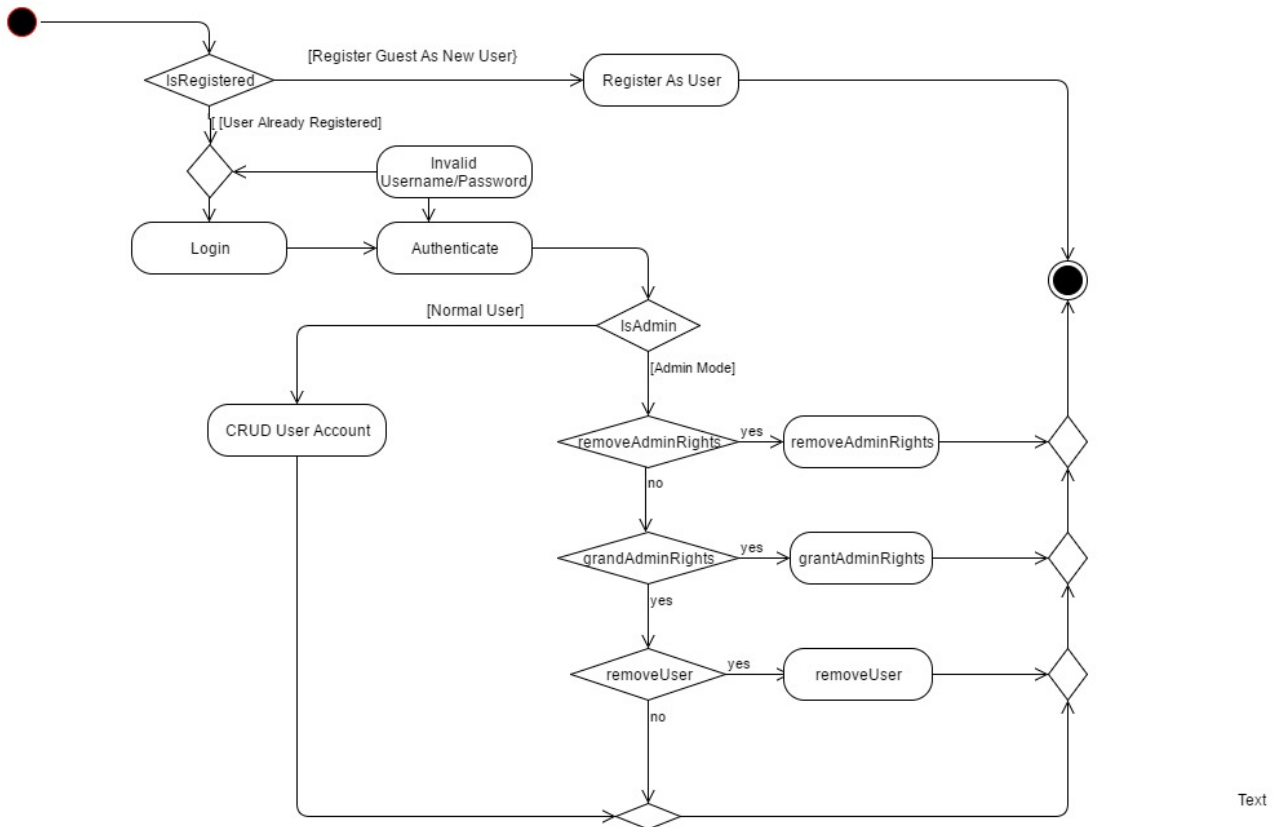 [Register Guest As New User}
IsRegistered
Register As User
[ [User Already Registered]
Invalid
Username/Password
Login
Authenticate
[Normal User]
IsAdmin
[Admin Mode]
CRUD User Account
removeAdminRights
yes
removeAdminRights
no
grandAdminRights
yes
grantAdminRights
yes
removeUser
yes
removeUser
no
Text